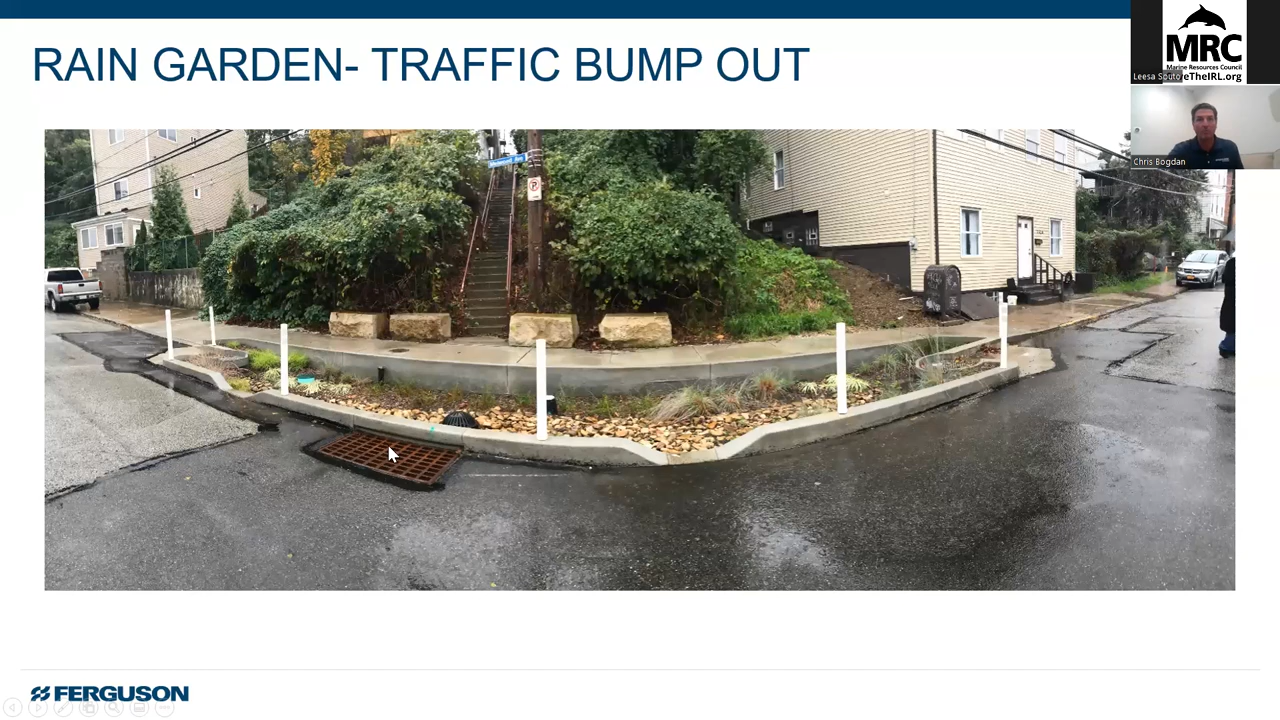 RAIN GARDEN- TRAFFIC BUMP OUT
MRC
Marine Resources Council
Leesa Souto
eTheIRL.org
Chris Bogdan
FERGUSON